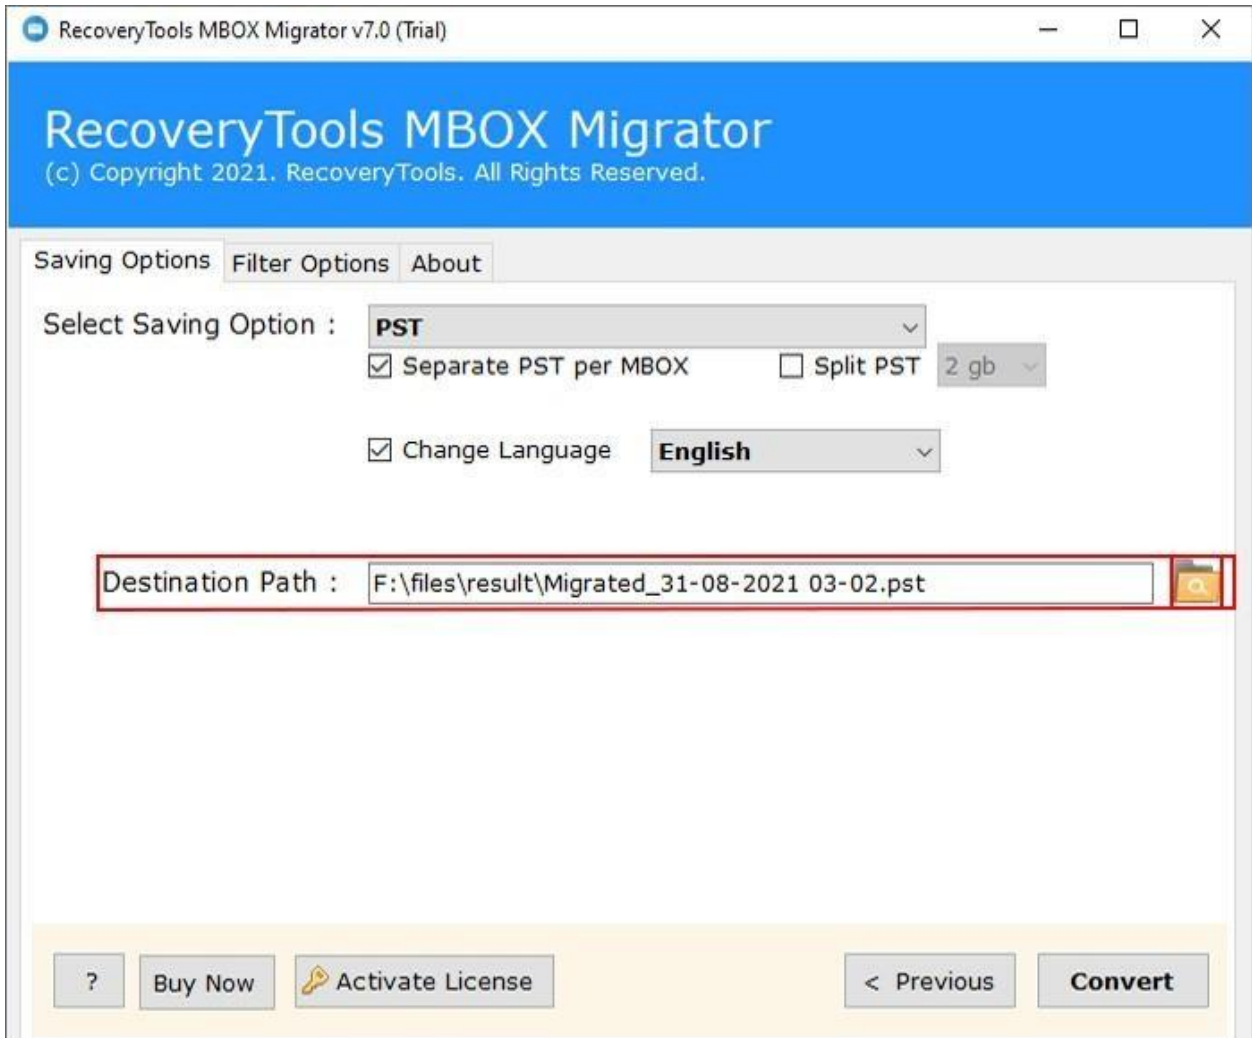 RecoveryTools MBOX Migrator v7.0 (Trial)
RecoveryTools MBOX Migrator
(c) Copyright 2021. RecoveryTools. All Rights Reserved.
Saving Options Filter Options About
Select Saving Option : PST
Separate PST per MBOX Split PST 2 gb
Change Language English
Destination Path : F:\files\result\Migrated_31-08-2021 03-02.pst
? Buy Now Activate License < Previous Convert